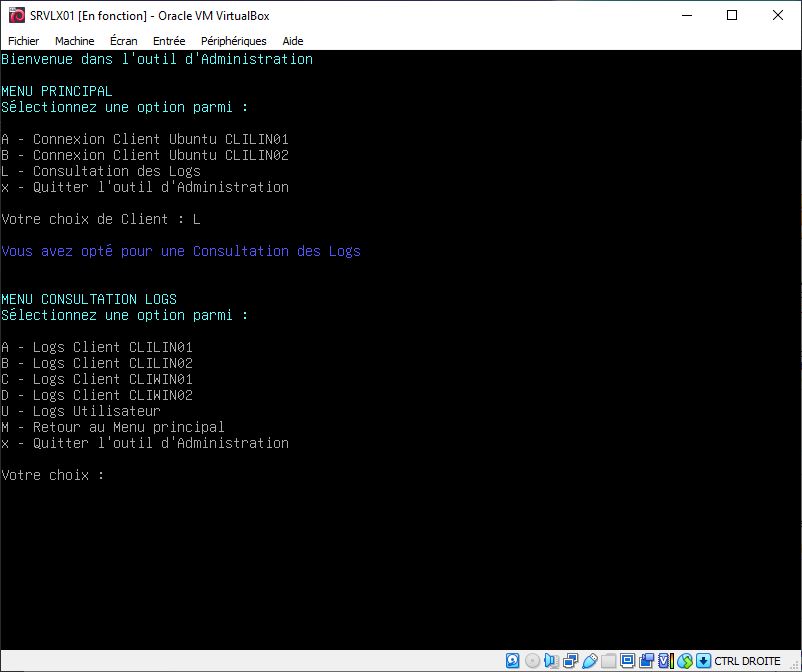 SRVLX01 [En fonction] - Oracle VM VirtualBox
Fichier Machine Écran Entrée Périphériques Aide
Bienvenue dans l'outil d'Administration
MENU PRINCIPAL
Sélectionnez une option parmi :
A - Connexion Client Ubuntu CLILIN01
B - Connexion Client Ubuntu CLILIN02
L - Consultation des Logs
x - Quitter l'outil d'Administration
Votre choix de Client : L
Vous avez opté pour une Consultation des Logs
MENU CONSULTATION LOGS
Sélectionnez une option parmi :
A - Logs Client CLILIN01
B - Logs Client CLILIN02
C - Logs Client CLIWIN01
D - Logs Client CLIWIN02
U - Logs Utilisateur
M - Retour au Menu principal
x - Quitter l'outil d'Administration
Votre choix :
CTRL DROITE